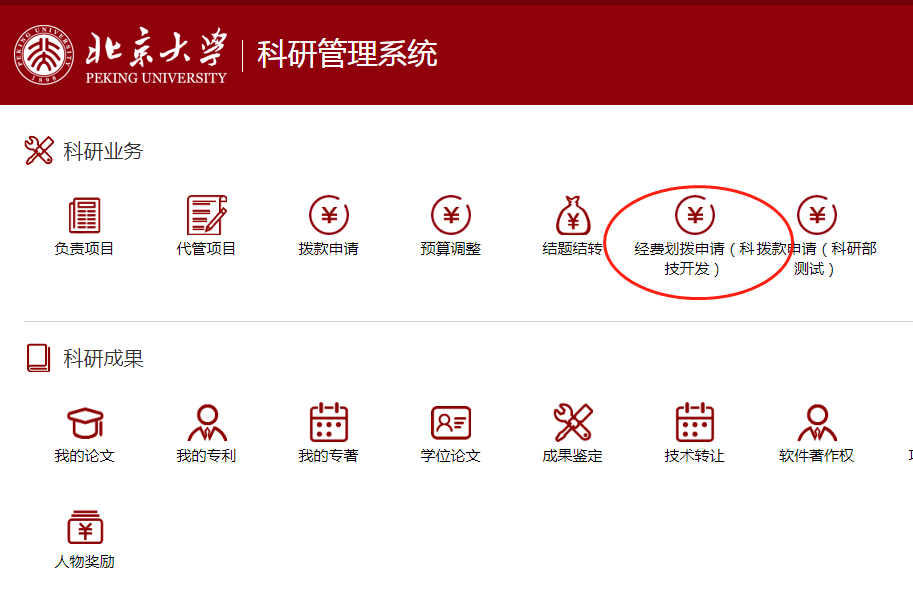 北京大学
PEKING UNIVERSITY
PEKING UNIVERSITY
1898
科研管理系统
科研业务
负责项目
代管项目
拨款申请
预算调整
结题结转
经费划拨申请（科
技开发）
拨款申请（科研部
测试）
科研成果
我的论文
我的专利
我的专著
学位论文
成果鉴定
技术转让
软件著作权
人物奖励